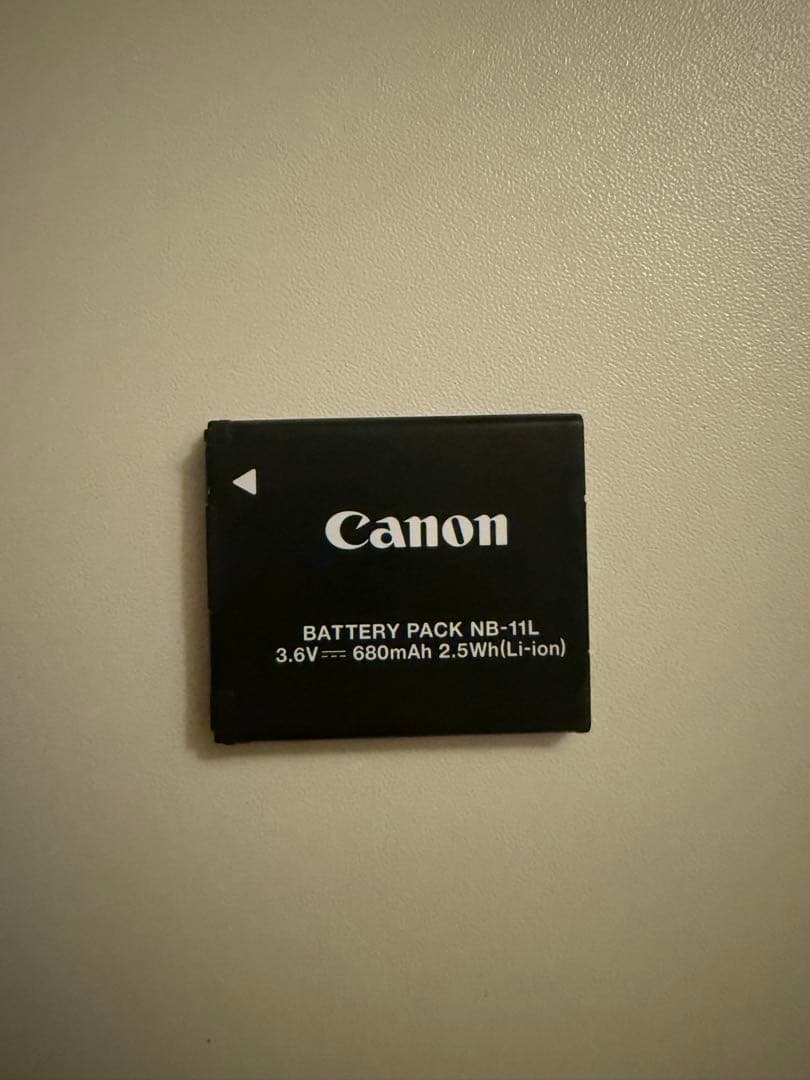 Canon
BATTERY PACK NB-11L
3.6V⎓ 680mAh 2.5Wh(Li-ion)